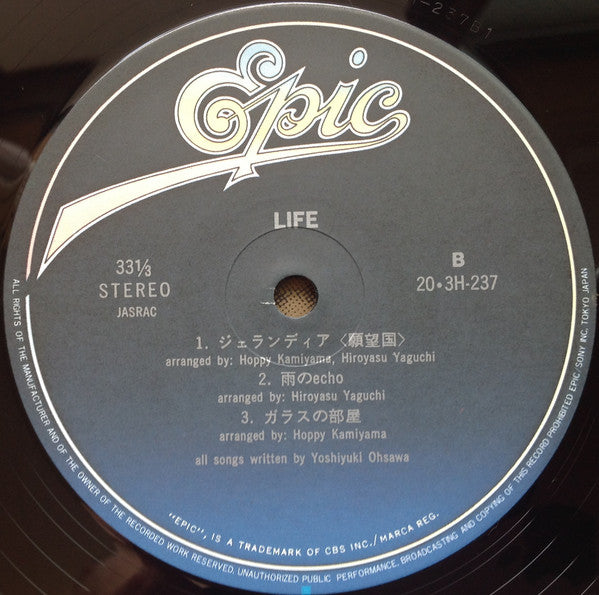 -237B1
Epic
LIFE
33⅓
STEREO
JASRAC
B
20・3H-237
1. ジェランディア〈願望国〉
arranged by: Hoppy Kamiyama, Hiroyasu Yaguchi
2. 雨のecho
arranged by: Hiroyasu Yaguchi
3. ガラスの部屋
arranged by: Hoppy Kamiyama
all songs written by Yoshiyuki Ohsawa
"EPIC", IS A TRADEMARK OF CBS INC./MARCA REG.
ALL RIGHTS OF THE MANUFACTURER AND OF THE OWNER OF THE RECORDED WORK RESERVED. UNAUTHORIZED PUBLIC PERFORMANCE, BROADCASTING AND COPYING OF THIS RECORD PROHIBITED EPIC/SONY INC. TOKYO JAPAN